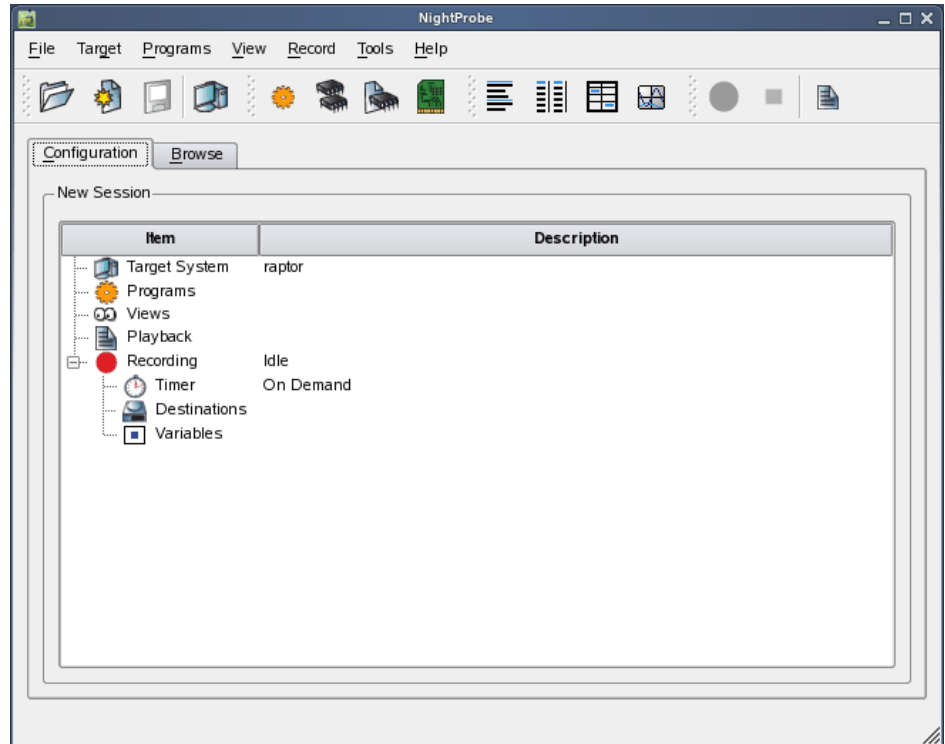 NightProbe
File Target Programs View Record Tools Help
Configuration Browse
New Session
Item Description
Target System raptor
Programs
Views
Playback
Recording Idle
Timer On Demand
Destinations
Variables